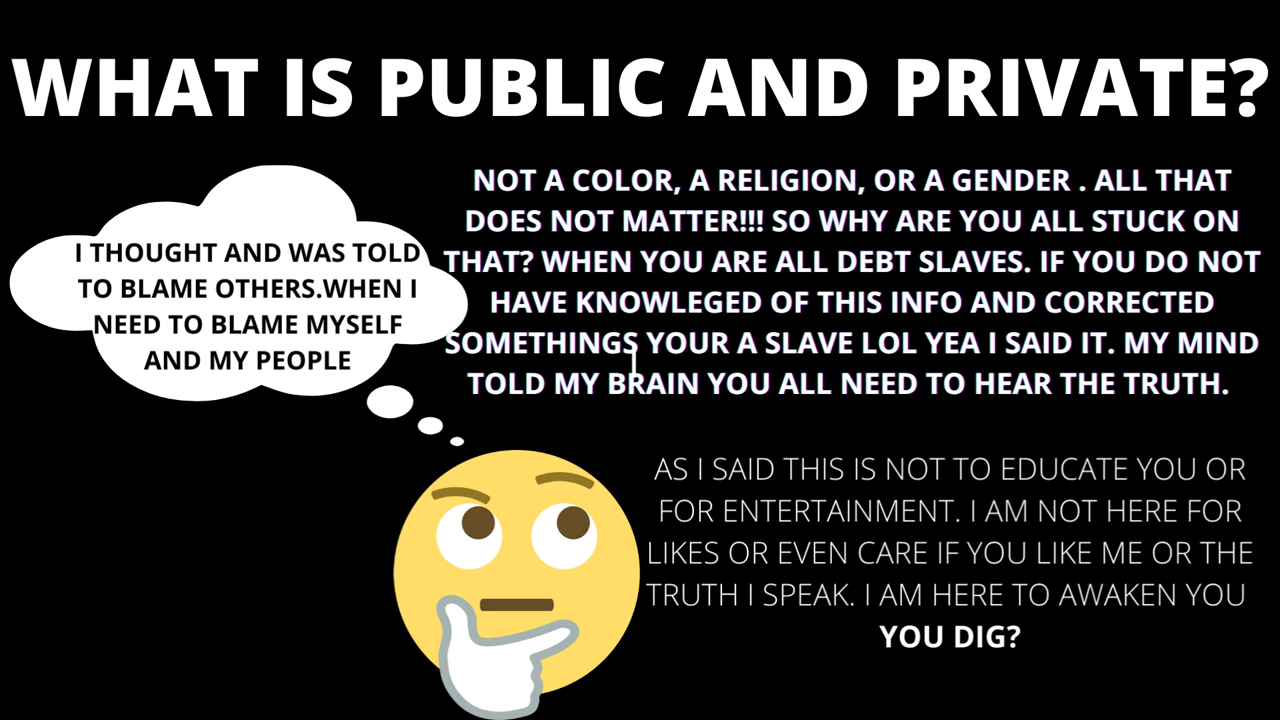 WHAT IS PUBLIC AND PRIVATE?
I THOUGHT AND WAS TOLD
TO BLAME OTHERS.WHEN I
NEED TO BLAME MYSELF
AND MY PEOPLE
NOT A COLOR, A RELIGION, OR A GENDER . ALL THAT
DOES NOT MATTER!!! SO WHY ARE YOU ALL STUCK ON
THAT? WHEN YOU ARE ALL DEBT SLAVES. IF YOU DO NOT
HAVE KNOWLEGED OF THIS INFO AND CORRECTED
SOMETHINGS YOUR A SLAVE LOL YEA I SAID IT. MY MIND
TOLD MY BRAIN YOU ALL NEED TO HEAR THE TRUTH.
AS I SAID THIS IS NOT TO EDUCATE YOU OR
FOR ENTERTAINMENT. I AM NOT HERE FOR
LIKES OR EVEN CARE IF YOU LIKE ME OR THE
TRUTH I SPEAK. I AM HERE TO AWAKEN YOU
YOU DIG?